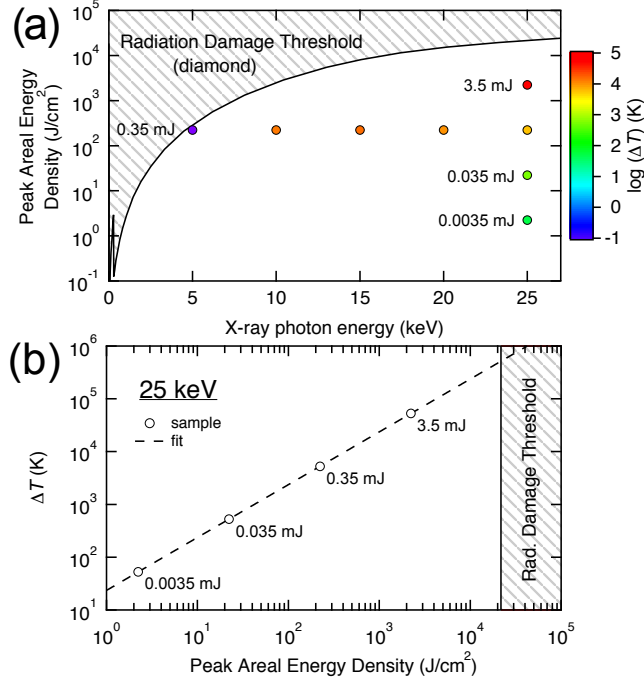 (a)
10^5
10^4
10^3
10^2
10^1
10^0
10^-1
Peak Areal Energy
Density (J/cm^2)
Radiation Damage Threshold
(diamond)
0.35 mJ
3.5 mJ
0.035 mJ
0.0035 mJ
0 5 10 15 20 25
X-ray photon energy (keV)
5
4
3
2
1
0
-1
log (ΔT) (K)
(b)
10^6
10^5
10^4
10^3
10^2
10^1
ΔT (K)
25 keV
sample
fit
3.5 mJ
0.35 mJ
0.035 mJ
0.0035 mJ
Rad. Damage Threshold
10^0 10^1 10^2 10^3 10^4 10^5
Peak Areal Energy Density (J/cm^2)